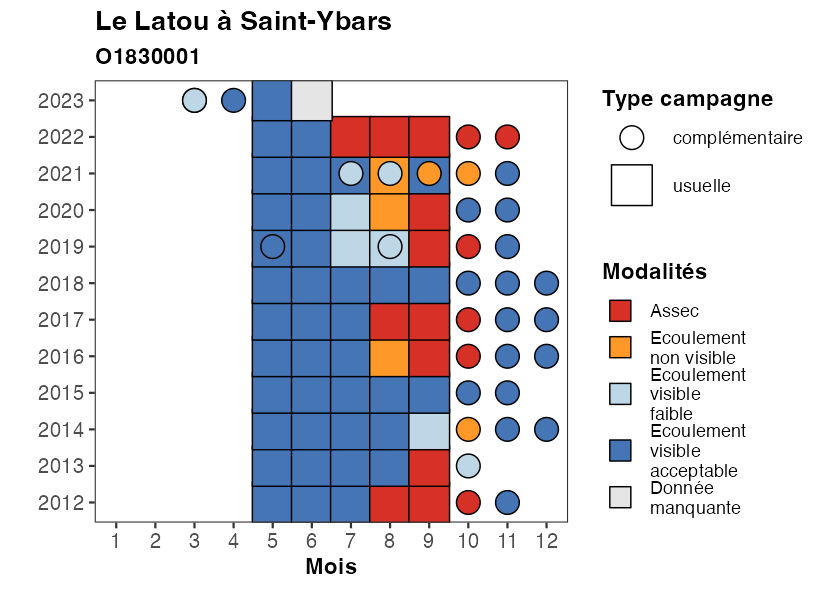 Le Latou à Saint-Ybars
O1830001
2023
2022
2021
2020
2019
2018
2017
2016
2015
2014
2013
2012
1 2 3 4 5 6 7 8 9 10 11 12
Mois
Type campagne
complémentaire
usuelle
Modalités
Assec
Ecoulement
non visible
Ecoulement
visible
faible
Ecoulement
visible
acceptable
Donnée
manquante